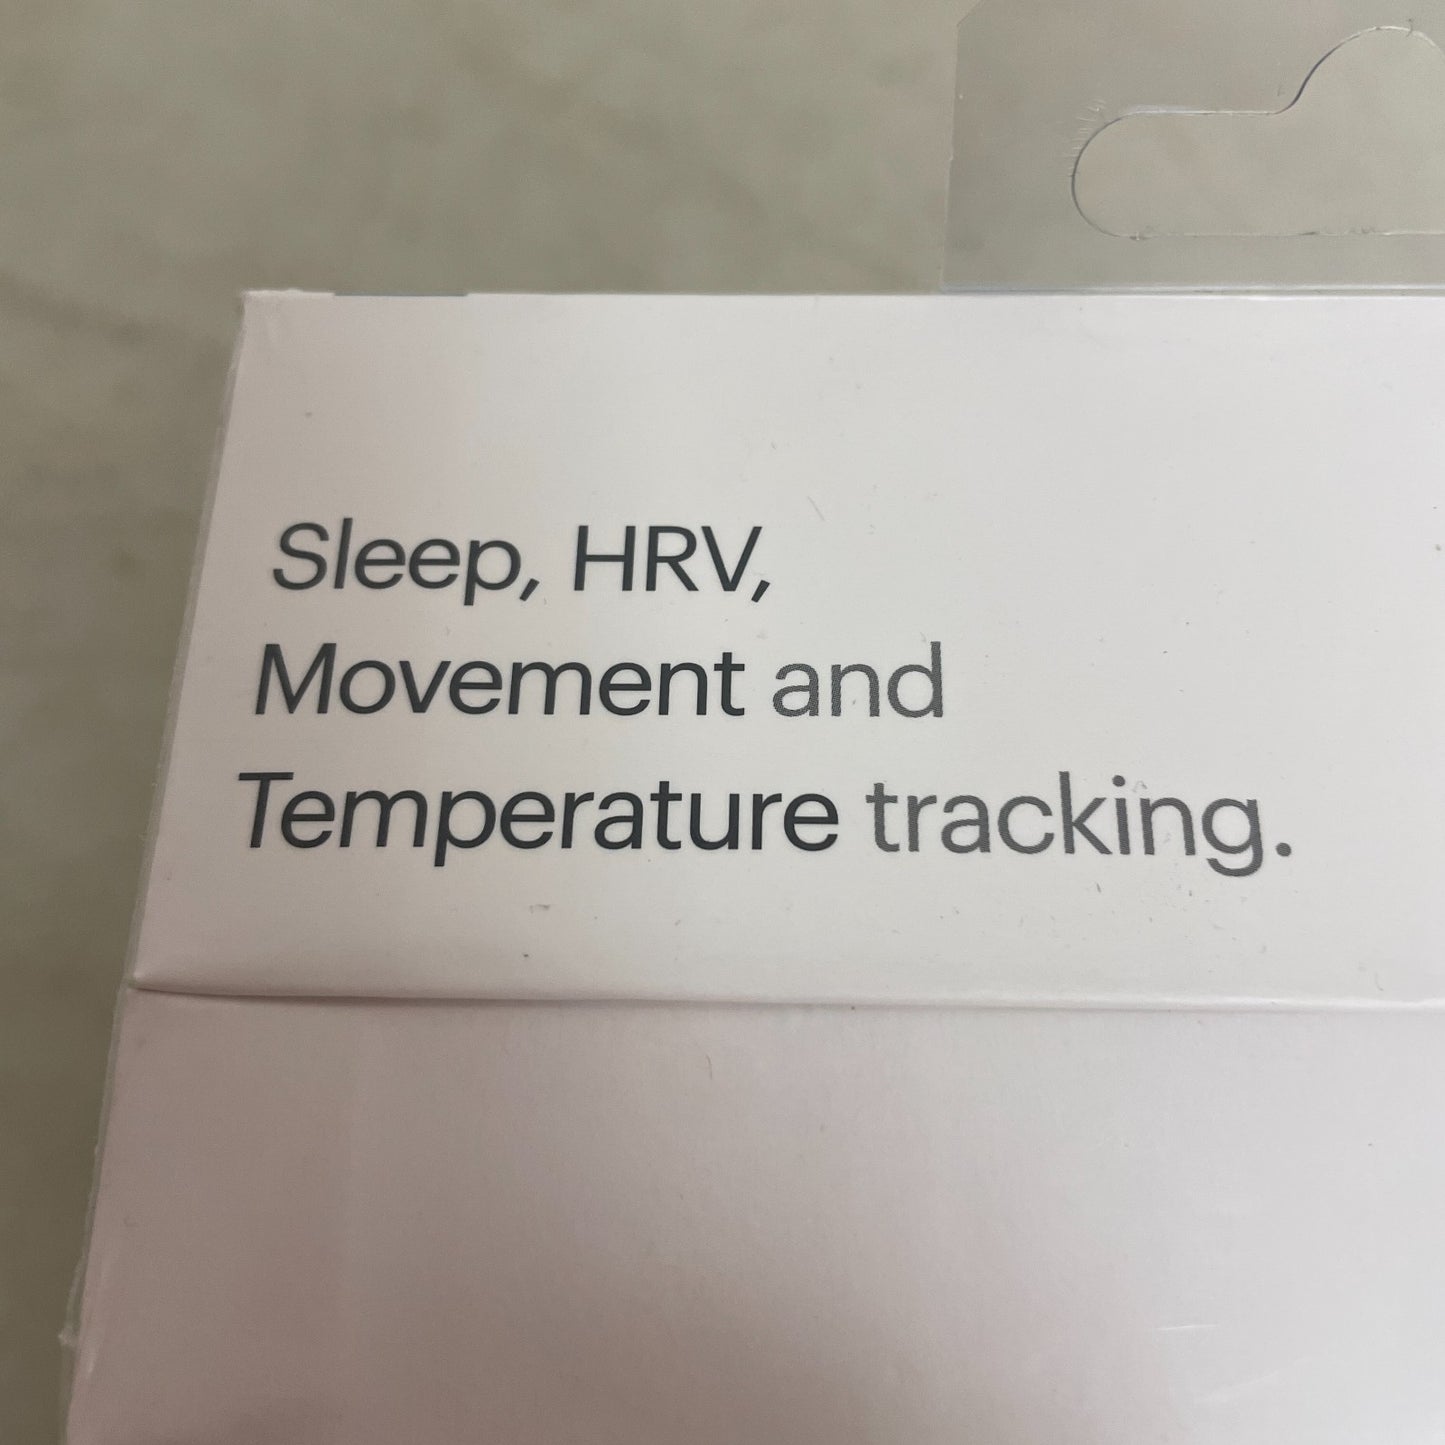 Sleep, HRV,
Movement and
Temperature tracking.